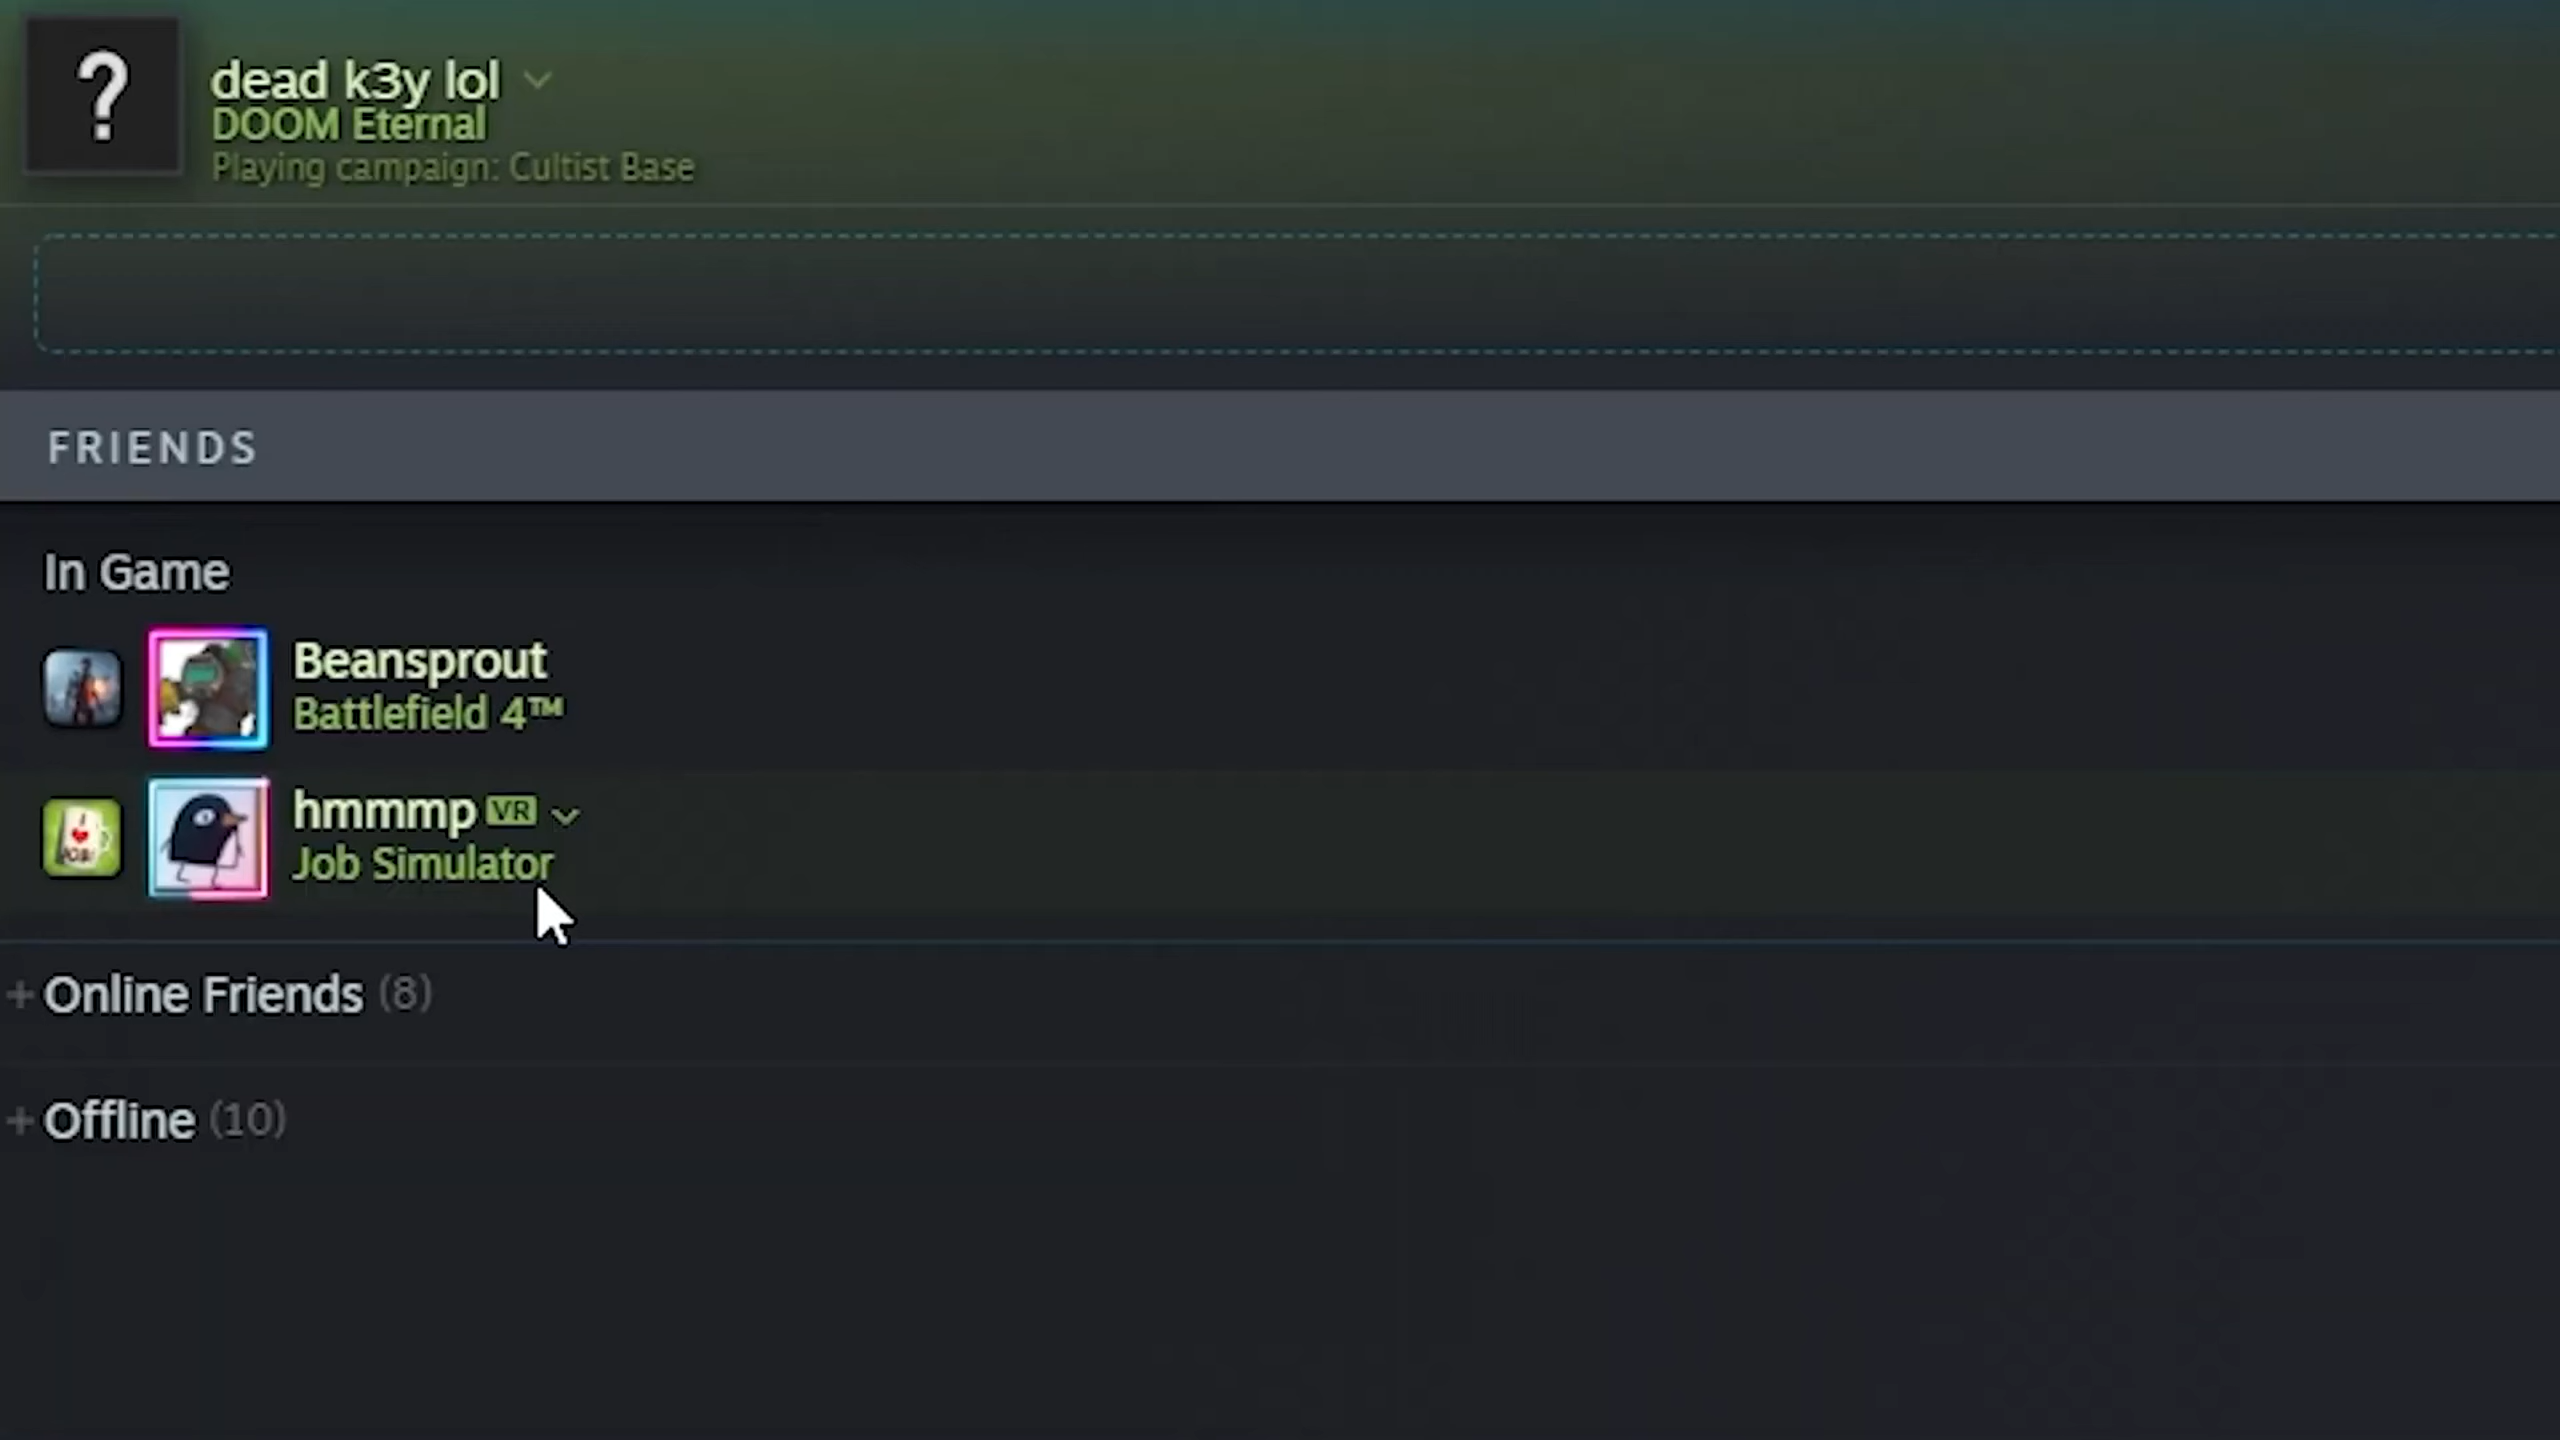 ?
dead k3y lol
DOOM Eternal
Playing campaign: Cultist Base
FRIENDS
In Game
Beansprout
Battlefield 4™
hmmmp VR
Job Simulator
+ Online Friends (8)
+ Offline (10)